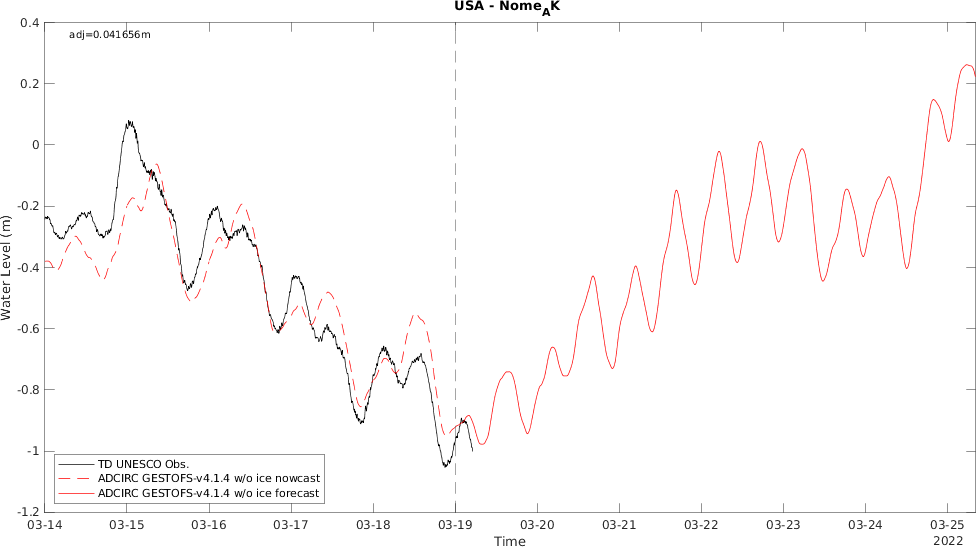 USA - Nome_AK
adj=0.041656m
0.4
0.2
0
-0.2
-0.4
-0.6
-0.8
-1
-1.2
Water Level (m)
TD UNESCO Obs.
ADCIRC GESTOFS-v4.1.4 w/o ice nowcast
ADCIRC GESTOFS-v4.1.4 w/o ice forecast
03-14 03-15 03-16 03-17 03-18 03-19 03-20 03-21 03-22 03-23 03-24 03-25
Time
2022